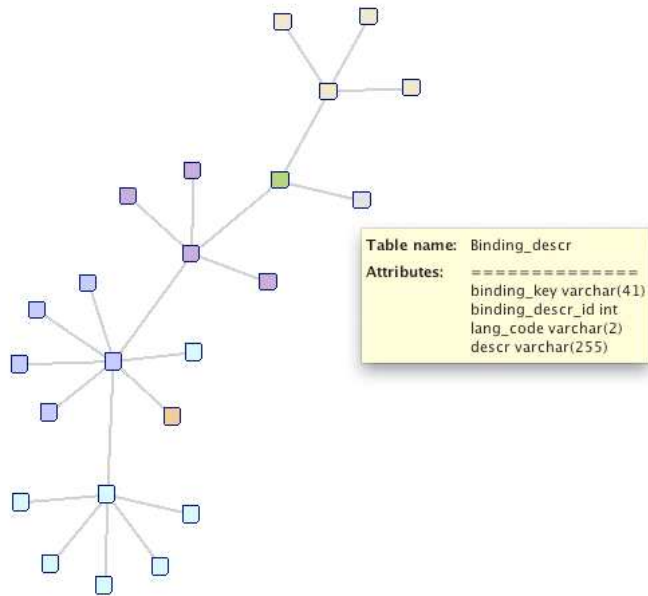 Table name: Binding_descr
Attributes: ==============
binding_key varchar(41)
binding_descr_id int
lang_code varchar(2)
descr varchar(255)